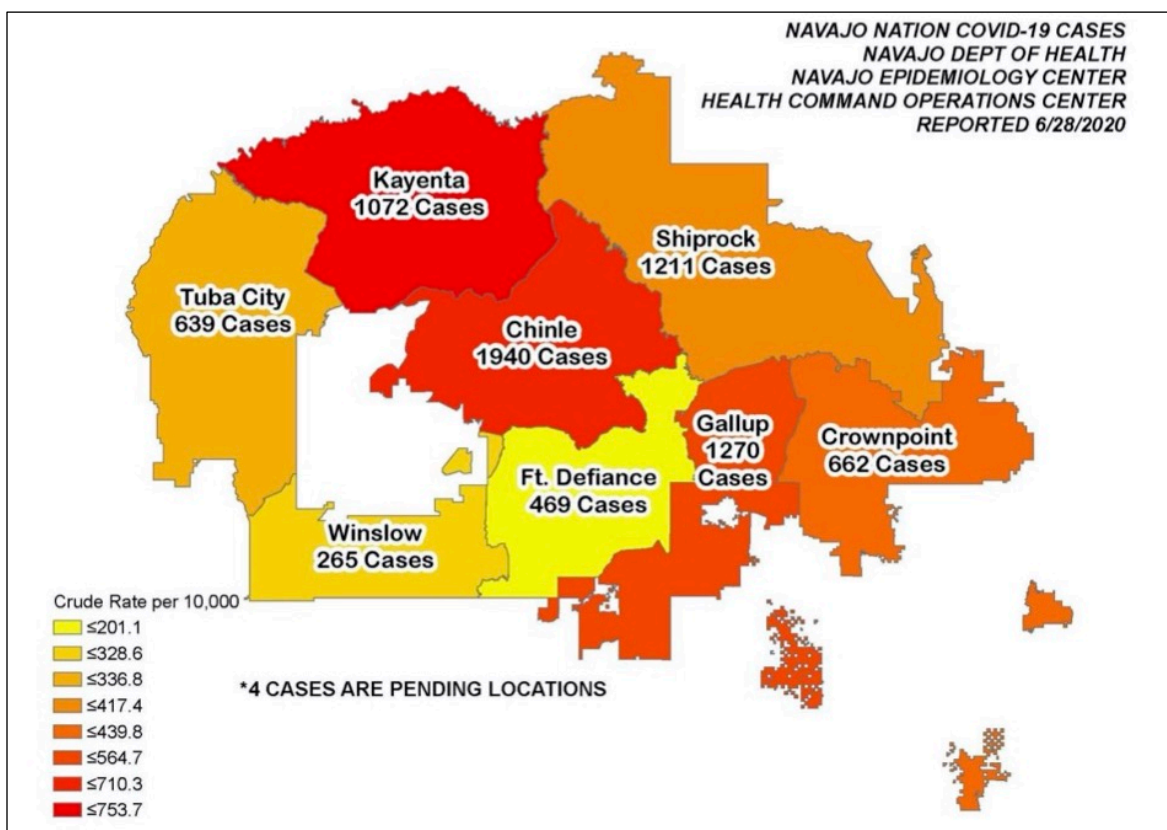 NAVAJO NATION COVID-19 CASES
NAVAJO DEPT OF HEALTH
NAVAJO EPIDEMIOLOGY CENTER
HEALTH COMMAND OPERATIONS CENTER
REPORTED 6/28/2020
Kayenta
1072 Cases
Shiprock
1211 Cases
Tuba City
639 Cases
Chinle
1940 Cases
Gallup
1270
Cases
Crownpoint
662 Cases
Ft. Defiance
469 Cases
Winslow
265 Cases
Crude Rate per 10,000
≤201.1
≤328.6
≤336.8
≤417.4
≤439.8
≤564.7
≤710.3
≤753.7
*4 CASES ARE PENDING LOCATIONS